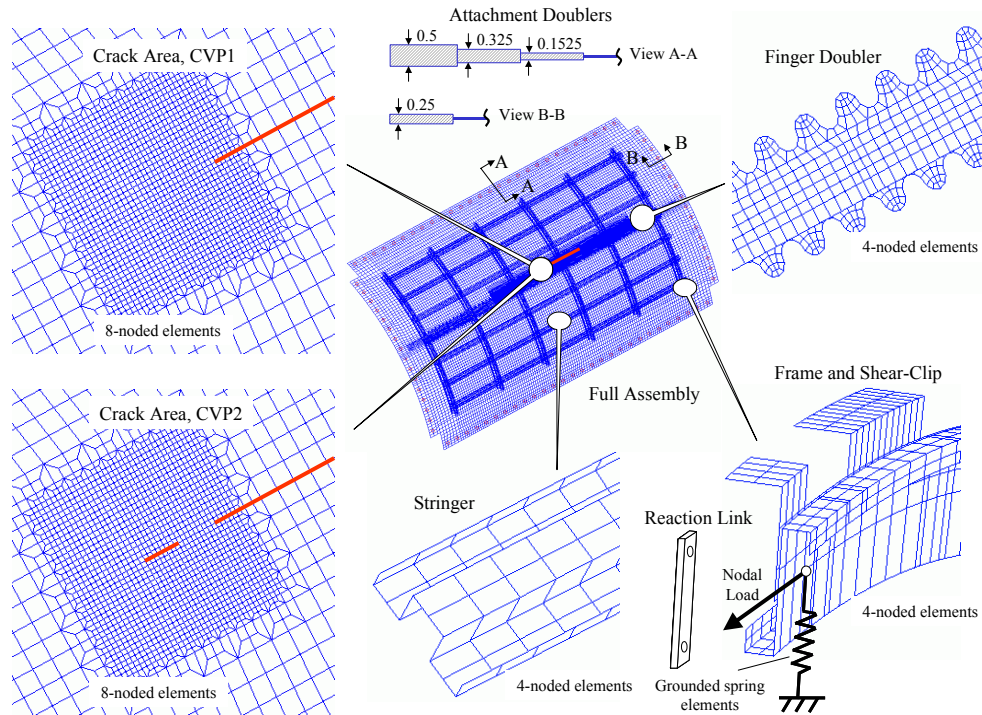 Attachment Doublers
0.5
0.325
0.1525
View A-A
0.25
View B-B
Crack Area, CVP1
8-noded elements
Finger Doubler
4-noded elements
A
A
B
B
Full Assembly
Crack Area, CVP2
8-noded elements
Stringer
4-noded elements
Frame and Shear-Clip
Reaction Link
Nodal
Load
4-noded elements
Grounded spring
elements